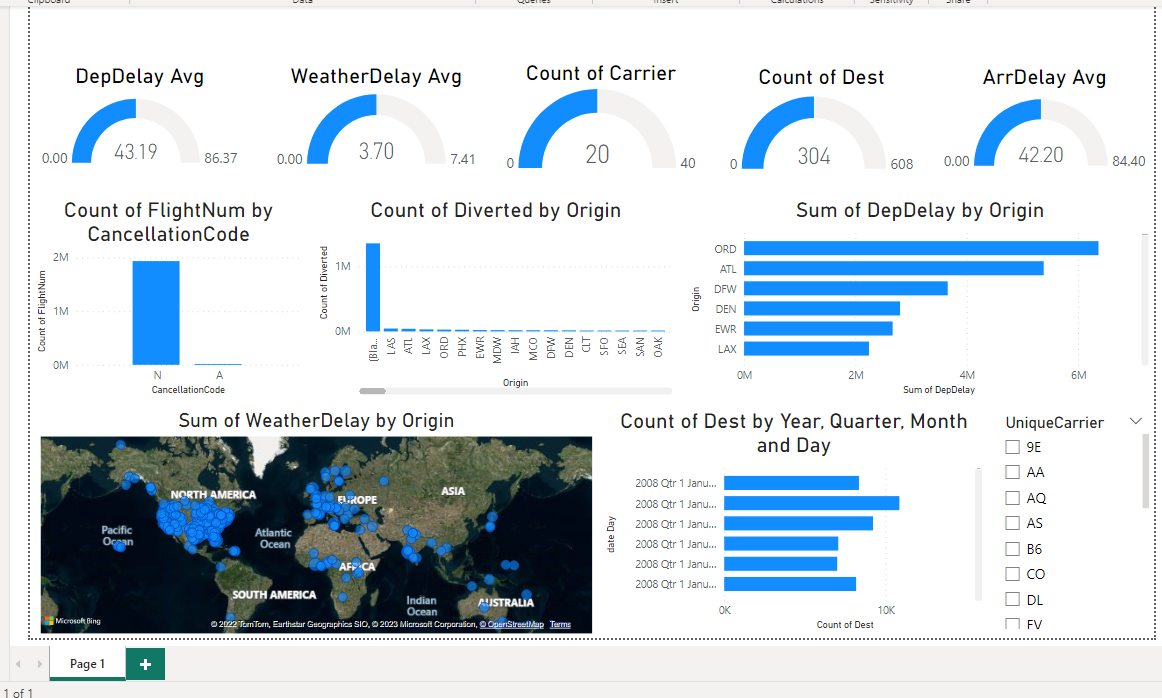 Clipboard
Data
Queries
Insert
Calculations
Sensitivity
Share
DepDelay Avg
0.00
43.19
86.37
WeatherDelay Avg
0.00
3.70
7.41
Count of Carrier
0
20
40
Count of Dest
0
304
608
ArrDelay Avg
0.00
42.20
84.40
Count of FlightNum by
CancellationCode
Count of FlightNum
2M
1M
0M
N
A
CancellationCode
Count of Diverted by Origin
Count of Diverted
1M
0M
(Bla...
LAS
ATL
LAX
ORD
PHX
EWR
MDW
IAH
MCO
DFW
DEN
CLT
SFO
SEA
SAN
OAK
Origin
Sum of DepDelay by Origin
Origin
ORD
ATL
DFW
DEN
EWR
LAX
0M
2M
4M
6M
Sum of DepDelay
Sum of WeatherDelay by Origin
NORTH AMERICA
EUROPE
ASIA
Pacific
Ocean
Atlantic
Ocean
AFRICA
SOUTH AMERICA
Indian
Ocean
AUSTRALIA
Microsoft Bing
© 2022 TomTom, Earthstar Geographics SIO, © 2023 Microsoft Corporation, © OpenStreetMap Terms
Count of Dest by Year, Quarter, Month
and Day
date Day
2008 Qtr 1 Janu...
2008 Qtr 1 Janu...
2008 Qtr 1 Janu...
2008 Qtr 1 Janu...
2008 Qtr 1 Janu...
2008 Qtr 1 Janu...
0K
10K
Count of Dest
UniqueCarrier
9E
AA
AQ
AS
B6
CO
DL
Page 1
+
1 of 1